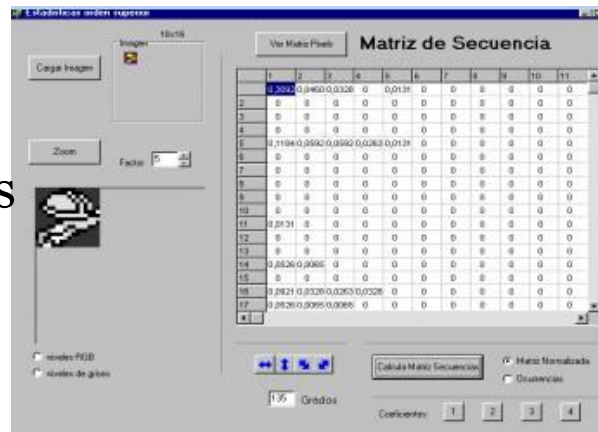 Estadisticas orden superior
16x16
Imagen
Cargar Imagen
Ver Matriz Pixels
Matriz de Secuencia
1 2 3 4 5 6 7 8 9 10 11
0,3092 0,0460 0,0328 0 0,0131 0 0 0 0 0 0
2 0 0 0 0 0 0 0 0 0 0 0
3 0 0 0 0 0 0 0 0 0 0 0
4 0 0 0 0 0 0 0 0 0 0 0
5 0,1184 0,0592 0,0592 0,0263 0,0131 0 0 0 0 0 0
6 0 0 0 0 0 0 0 0 0 0 0
7 0 0 0 0 0 0 0 0 0 0 0
8 0 0 0 0 0 0 0 0 0 0 0
9 0 0 0 0 0 0 0 0 0 0 0
10 0 0 0 0 0 0 0 0 0 0 0
11 0,0131 0 0 0 0 0 0 0 0 0 0
12 0 0 0 0 0 0 0 0 0 0 0
13 0 0 0 0 0 0 0 0 0 0 0
14 0,0526 0,0065 0 0 0 0 0 0 0 0 0
15 0 0 0 0 0 0 0 0 0 0 0
16 0,0921 0,0328 0,0263 0,0328 0 0 0 0 0 0 0
17 0,0526 0,0065 0,0065 0 0 0 0 0 0 0 0
Zoom
Factor 5
s
niveles RGB
niveles de grises
135 Grados
Calcula Matriz Secuencias
Matriz Normalizada
Ocurrencias
Coeficientes: 1 2 3 4